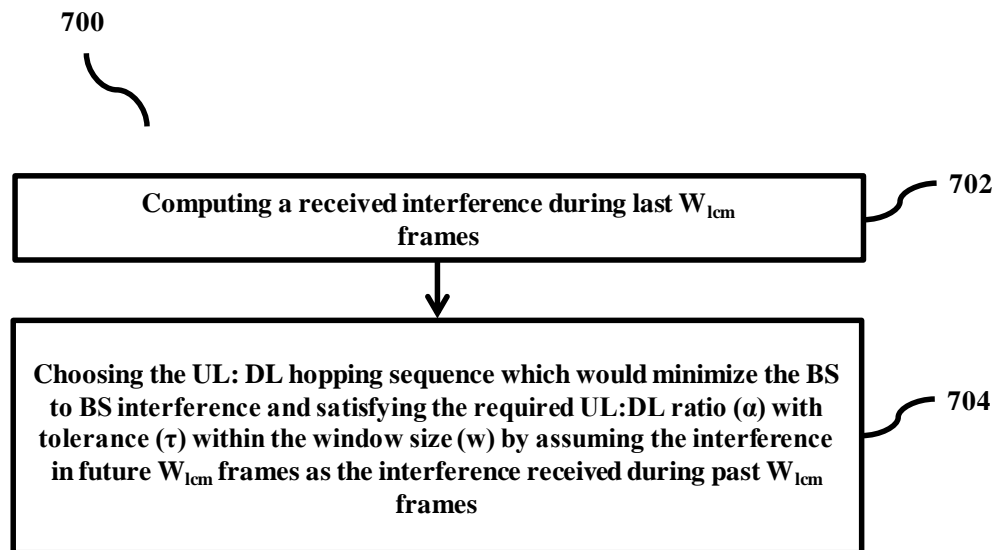 700
702
Computing a received interference during last W_lcm
frames
Choosing the UL: DL hopping sequence which would minimize the BS
to BS interference and satisfying the required UL:DL ratio (α) with
tolerance (τ) within the window size (w) by assuming the interference
in future W_lcm frames as the interference received during past W_lcm
frames
704